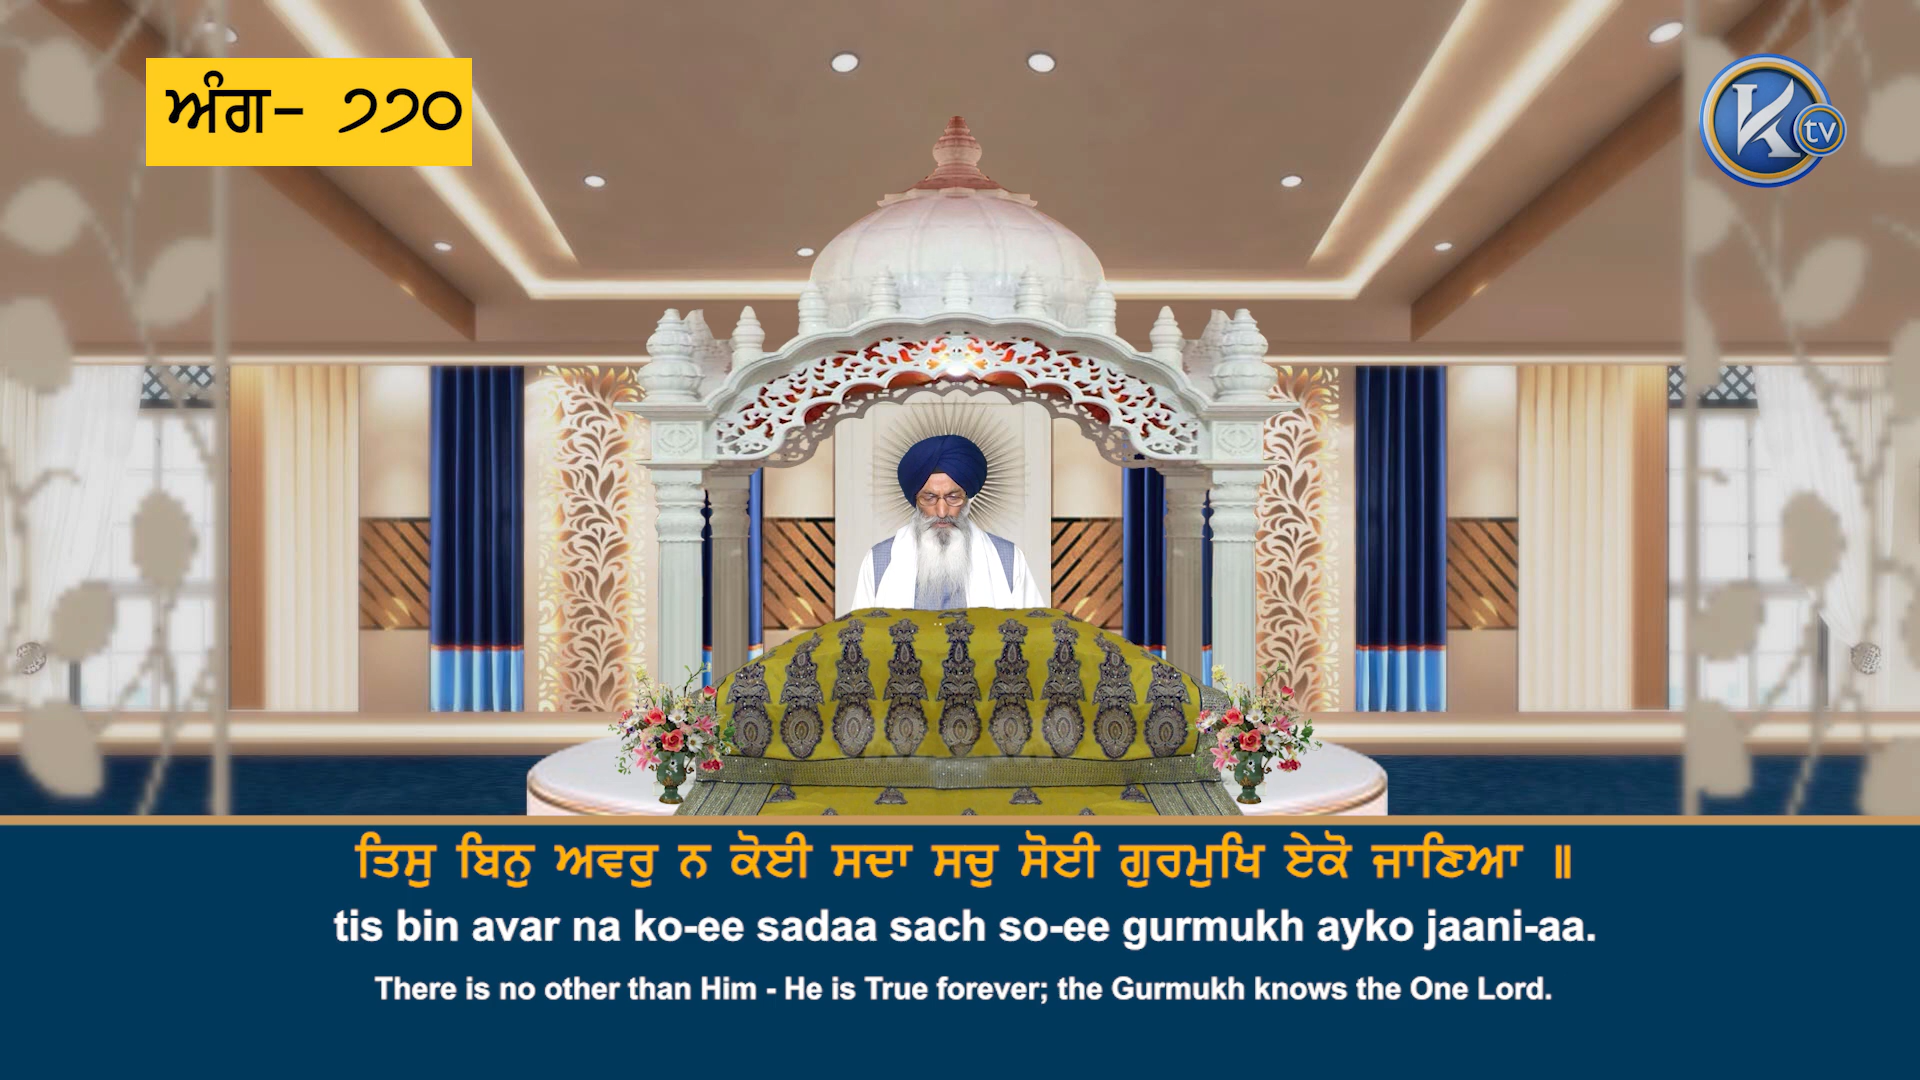 ਅੰਗ- ੭੭੦
K tv
ਤਿਸੁ ਬਿਨੁ ਅਵਰੁ ਨ ਕੋਈ ਸਦਾ ਸਚੁ ਸੋਈ ਗੁਰਮੁਖਿ ਏਕੋ ਜਾਣਿਆ ॥
tis bin avar na ko-ee sadaa sach so-ee gurmukh ayko jaani-aa.
There is no other than Him - He is True forever; the Gurmukh knows the One Lord.